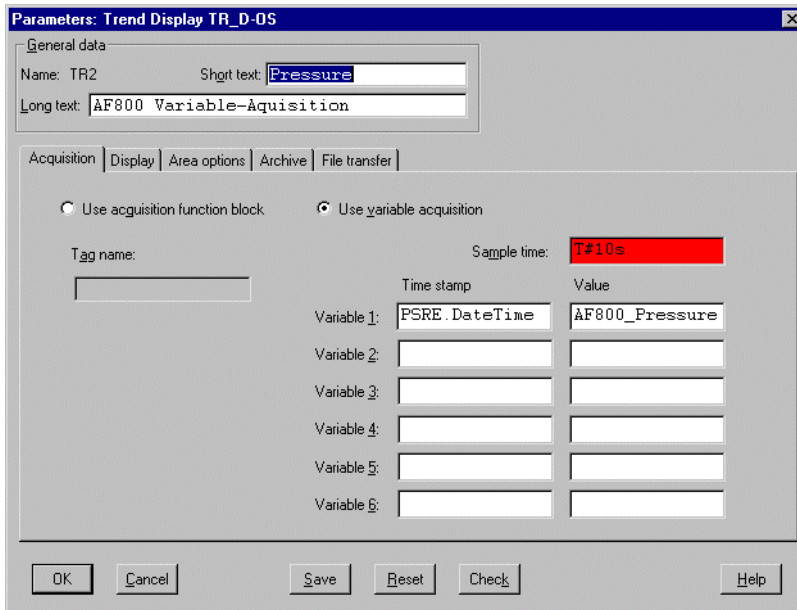 Parameters: Trend Display TR_D-OS
General data
Name: TR2 Short text: Pressure
Long text: AF800 Variable-Aquisition
Acquisition Display Area options Archive File transfer
Use acquisition function block Use variable acquisition
Tag name: Sample time: T#10s
Time stamp Value
Variable 1: PSRE.DateTime AF800_Pressure
Variable 2:
Variable 3:
Variable 4:
Variable 5:
Variable 6:
OK Cancel Save Reset Check Help